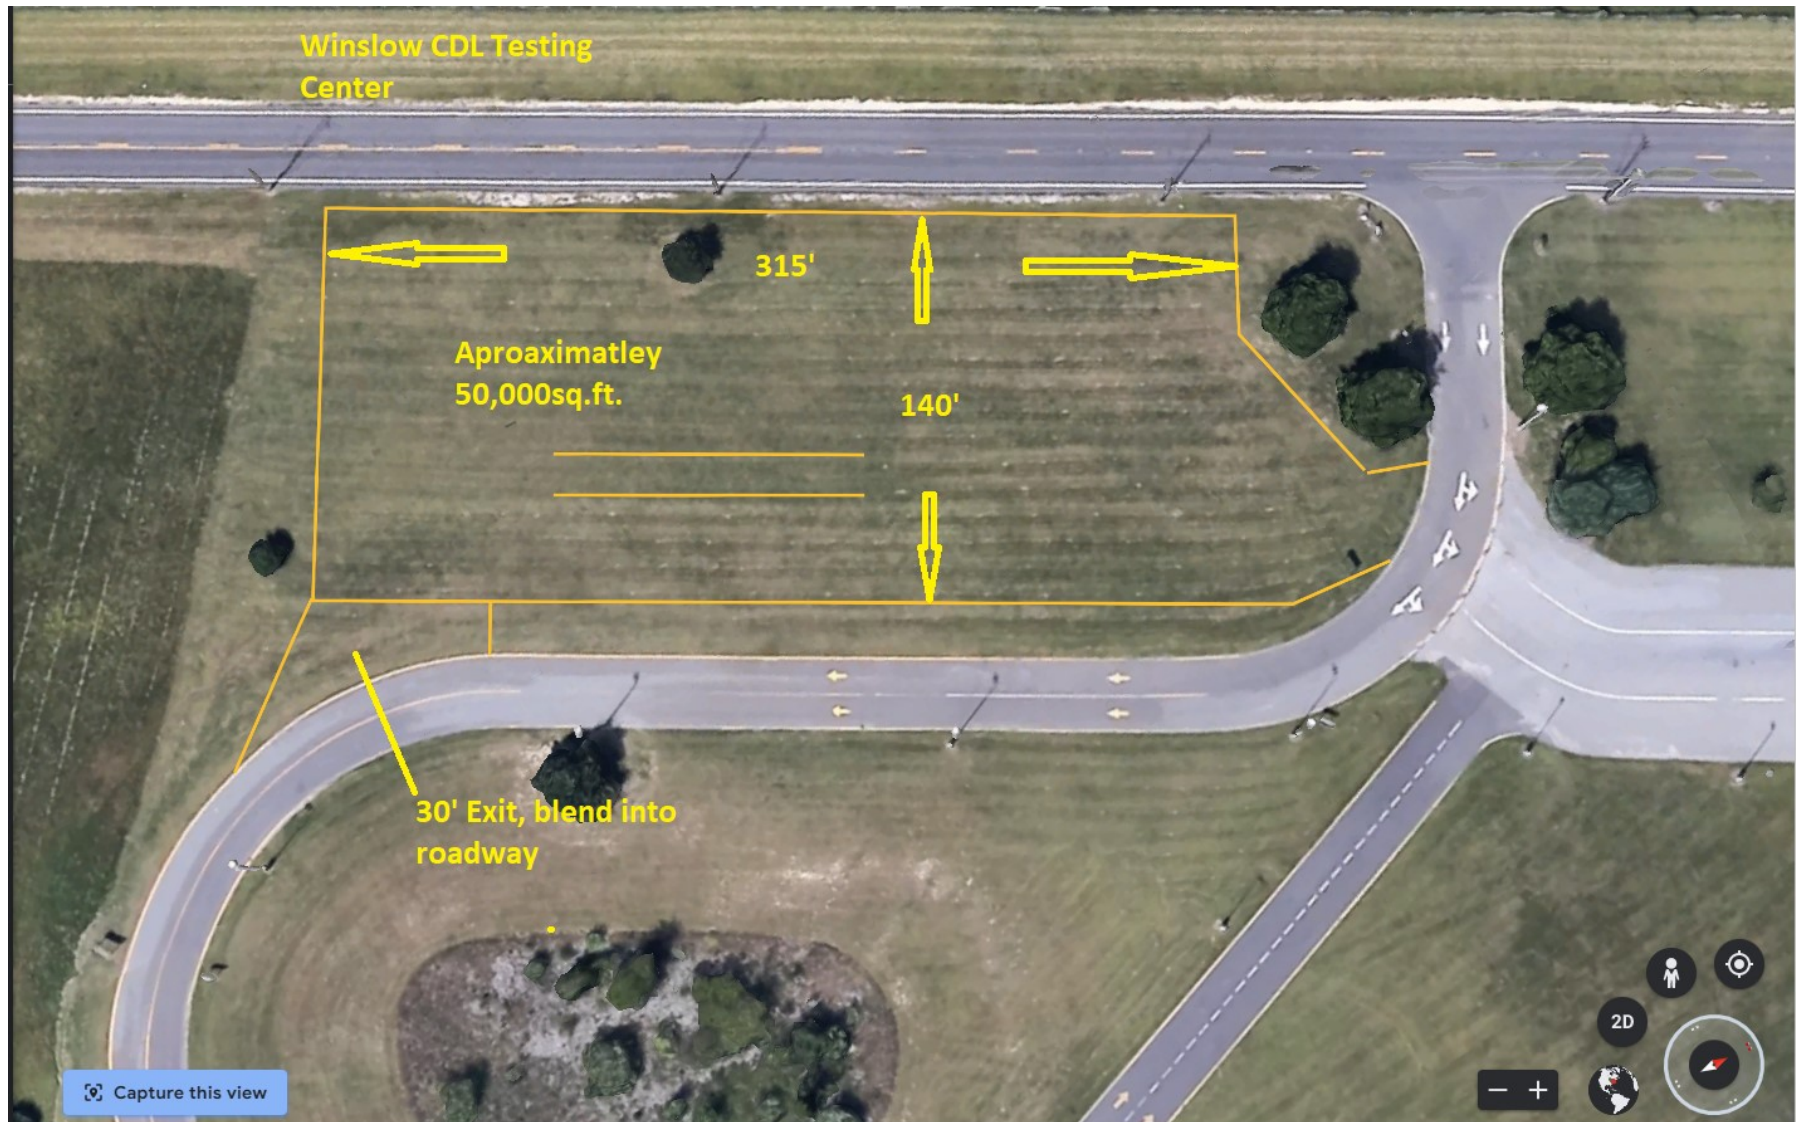 Winslow CDL Testing
Center
315'
Aproaximatley
50,000sq.ft.
140'
30' Exit, blend into
roadway
2D
Capture this view